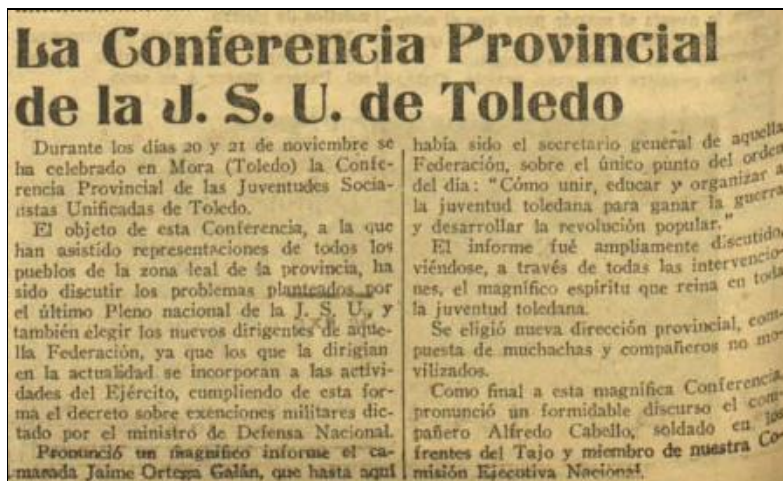 La Conferencia Provincial
de la J. S. U. de Toledo
Durante los días 20 y 21 de noviembre se
ha celebrado en Mora (Toledo) la Confe-
rencia Provincial de las Juventudes Socia-
istas Unificadas de Toledo.
El objeto de esta Conferencia, a la que
han asistido representaciones de todos los
pueblos de la zona leal de la provincia, ha
sido discutir los problemas planteados por
el último Pleno nacional de la J. S. U., y
también elegir los nuevos dirigentes de aque-
lla Federación, ya que los que la dirigian
en la actualidad se incorporan a las activi-
dades del Ejército, cumpliendo de esta for-
ma el decreto sobre exenciones militares dic-
tado por el ministro de Defensa Nacional.
Pronunció un magnífico informe el ca-
marada Jaime Ortega Galán, que hasta aquí
había sido el secretario general de aquella
Federación, sobre el único punto del orden
del día: "Cómo unir, educar y organizar a
la juventud toledana para ganar la guerra
y desarrollar la revolución popular."
El informe fué ampliamente discutido,
viéndose, a través de todas las intervencio-
nes, el magnífico espíritu que reina en toda
la juventud toledana.
Se eligió nueva dirección provincial, com-
puesta de muchachas y compañeros no mo-
vilizados.
Como final a esta magnífica Conferencia,
pronunció un formidable discurso el com-
pañero Alfredo Cabello, soldado en los
frentes del Tajo y miembro de nuestra Co-
misión Ejecutiva Nacional.